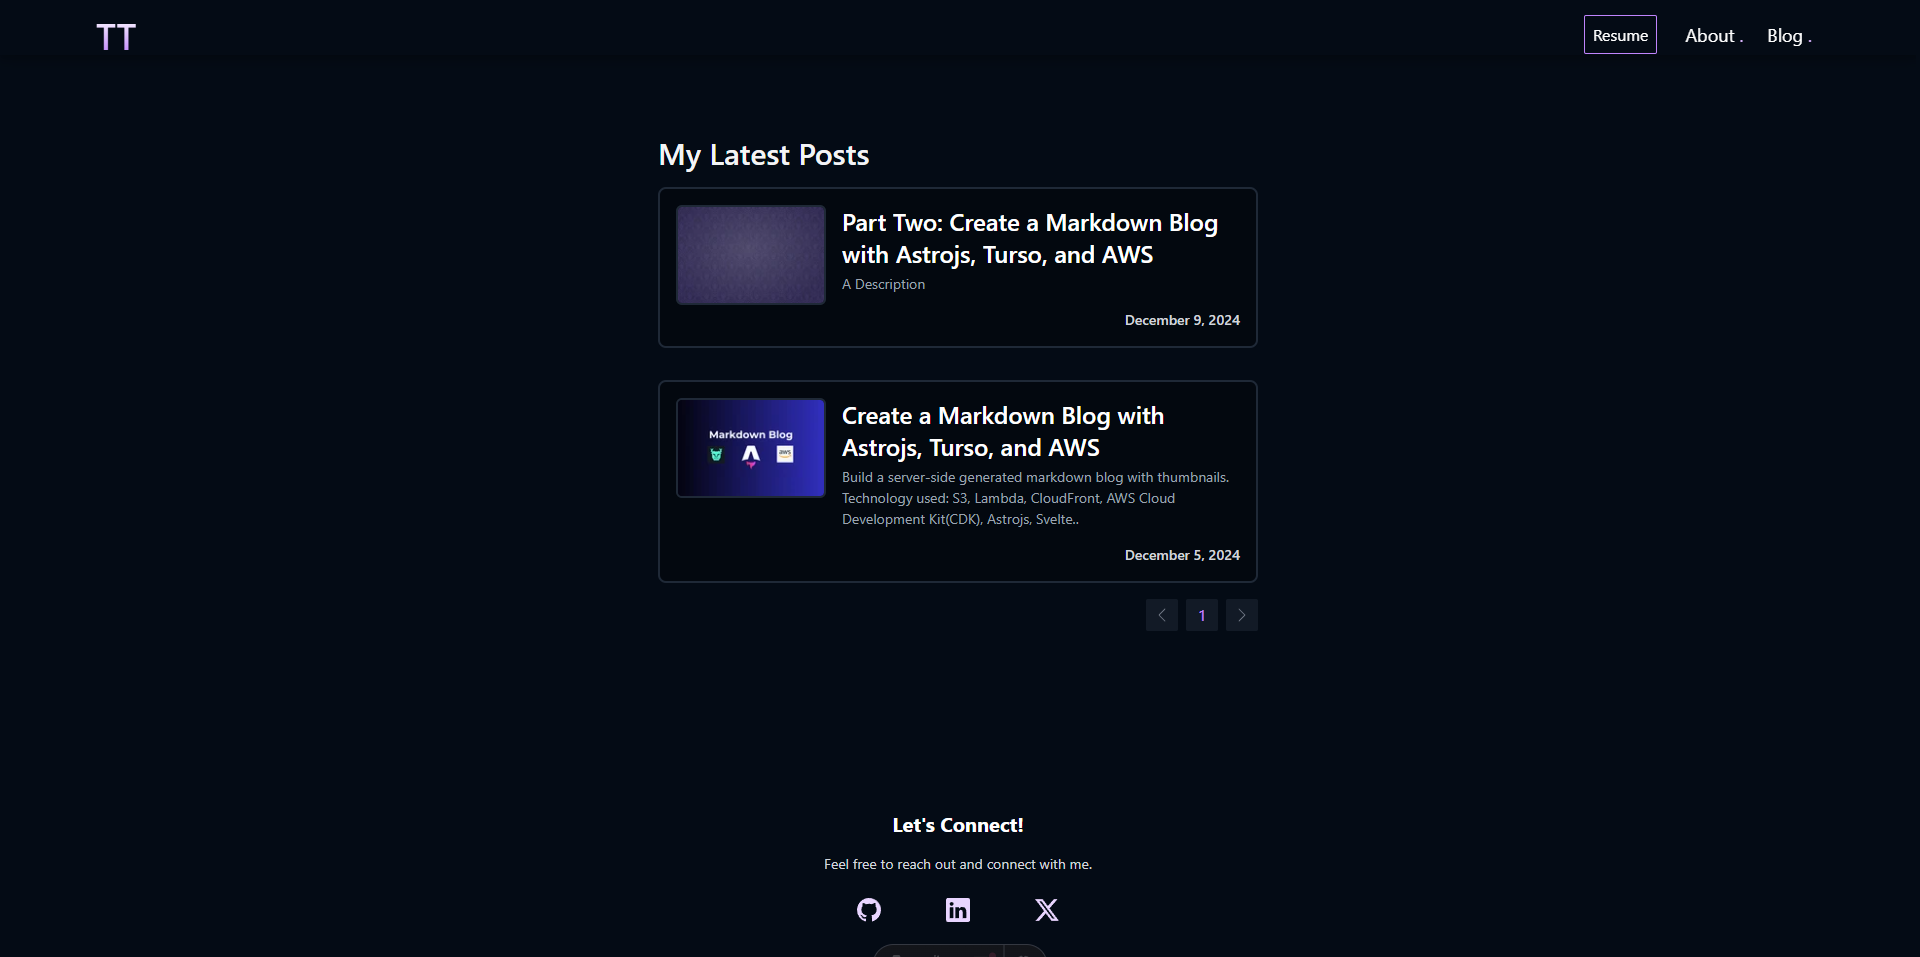 TT
Resume
About .
Blog .
My Latest Posts
Part Two: Create a Markdown Blog
with Astrojs, Turso, and AWS
A Description
December 9, 2024
Markdown Blog
aws
Create a Markdown Blog with
Astrojs, Turso, and AWS
Build a server-side generated markdown blog with thumbnails.
Technology used: S3, Lambda, CloudFront, AWS Cloud
Development Kit(CDK), Astrojs, Svelte..
December 5, 2024
1
Let's Connect!
Feel free to reach out and connect with me.
in
X